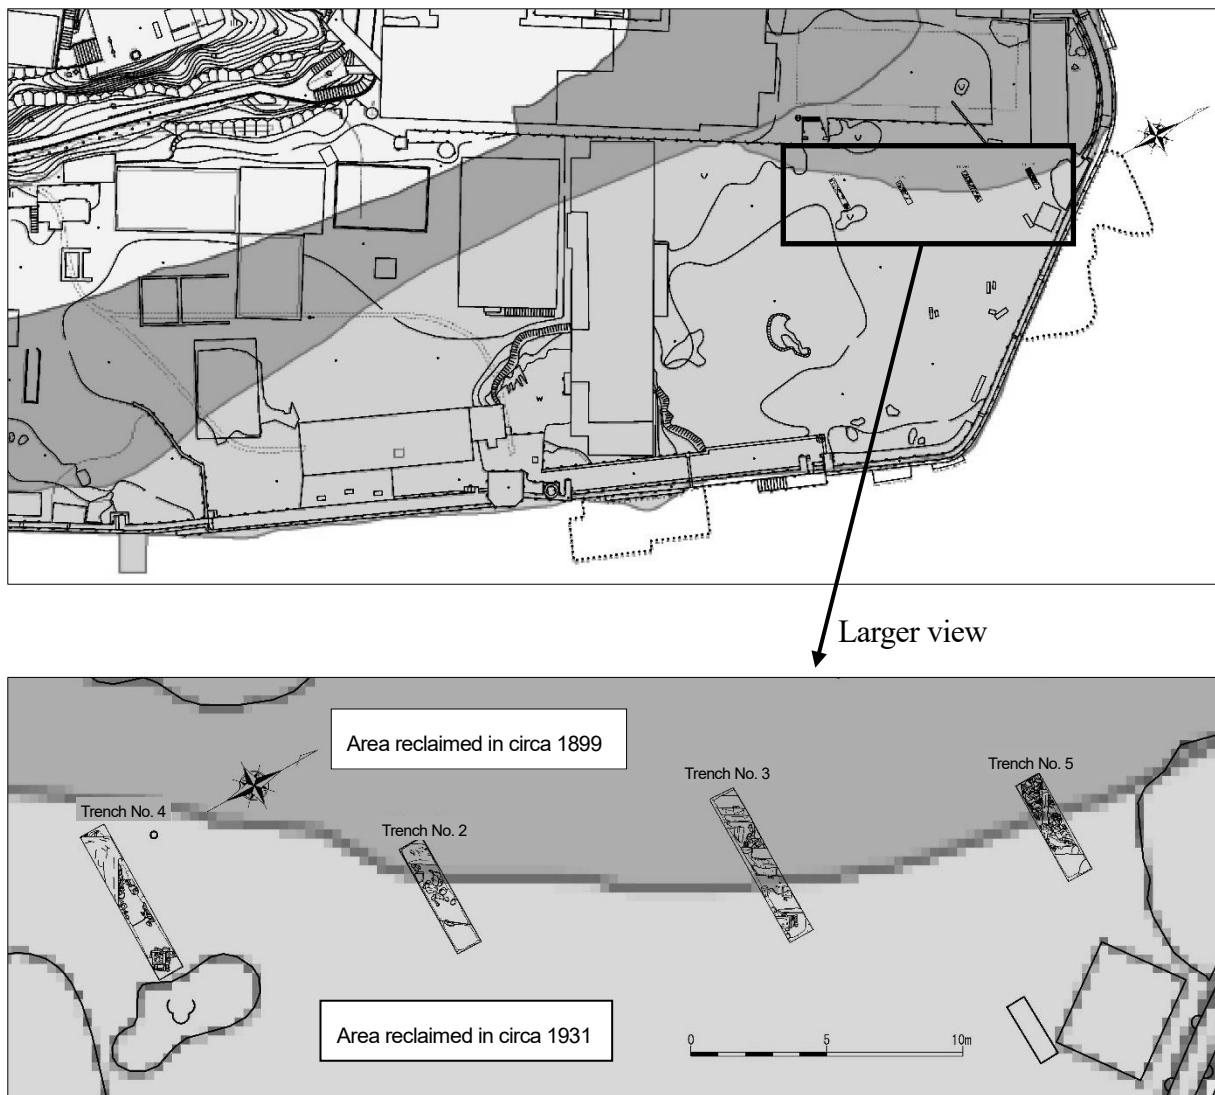 Larger view
Area reclaimed in circa 1899
Trench No. 5
Trench No. 3
Trench No. 4
Trench No. 2
Area reclaimed in circa 1931
0 5 10m